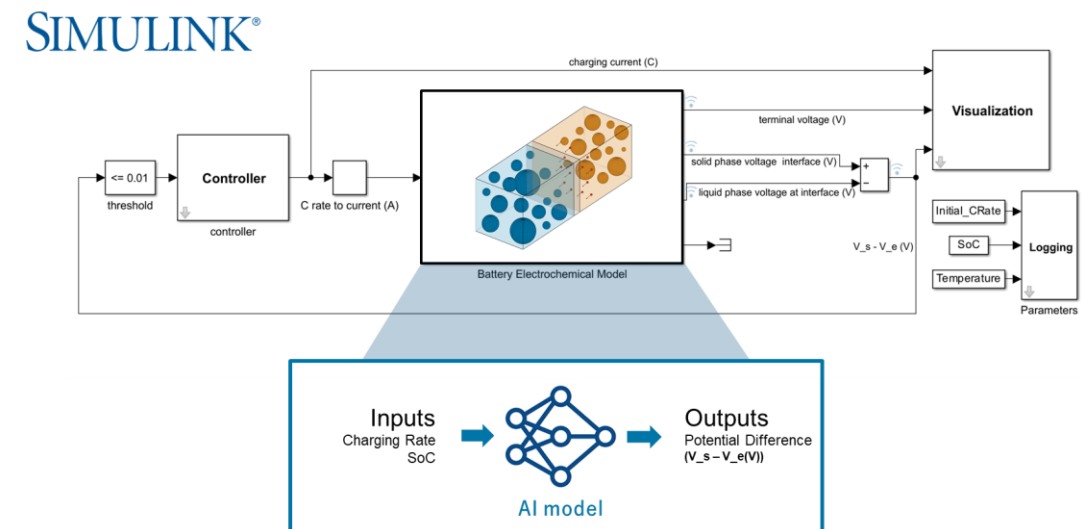 SIMULINK®
charging current (C)
Visualization
terminal voltage (V)
solid phase voltage interface (V)
+
−
liquid phase voltage at interface (V)
<= 0.01
threshold
Controller
controller
C rate to current (A)
Battery Electrochemical Model
V_s - V_e (V)
Initial_CRate
SoC
Temperature
Logging
Parameters
Inputs
Charging Rate
SoC
Outputs
Potential Difference
(V_s – V_e(V))
AI model